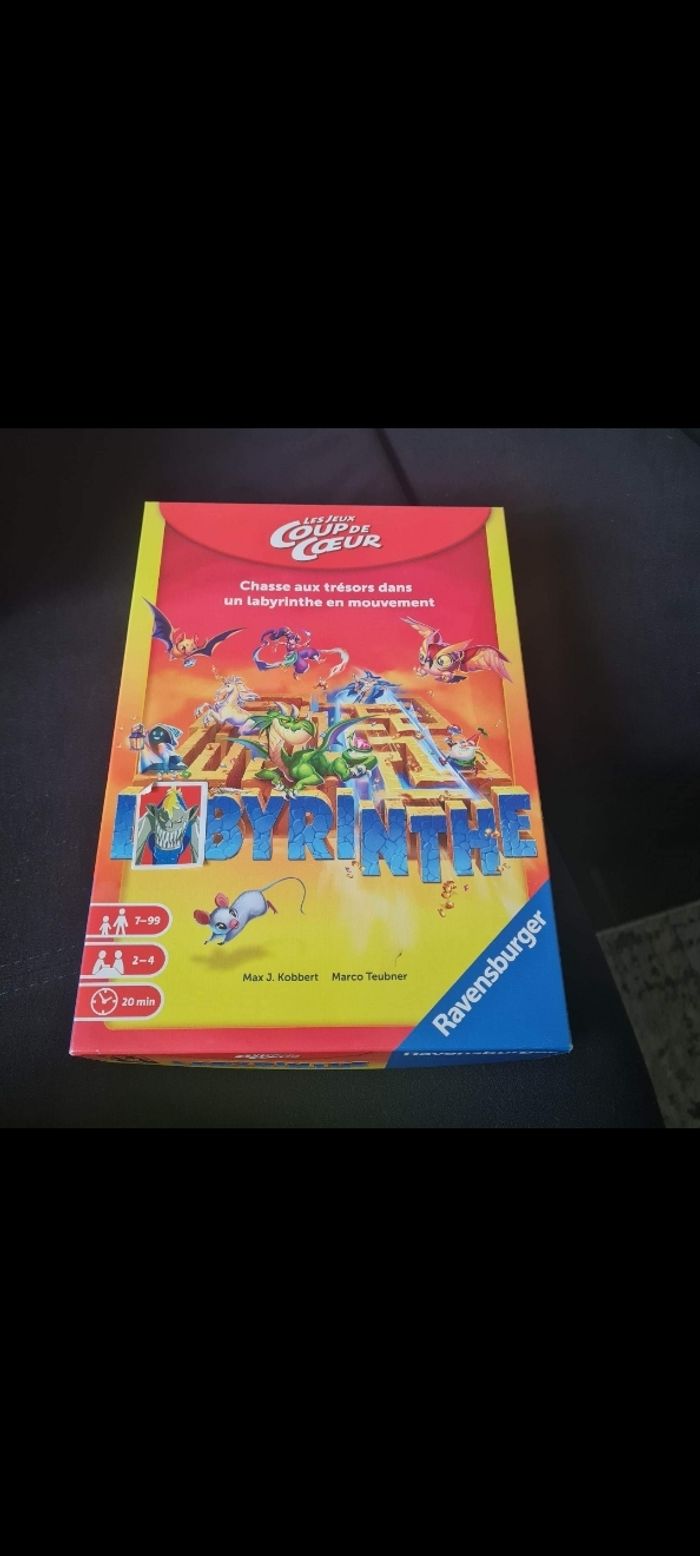 LES JEUX
COUP DE
CŒUR
Chasse aux trésors dans
un labyrinthe en mouvement
LABYRINTHE
7-99
2-4
20 min
Max J. Kobbert Marco Teubner
Ravensburger
Ravensburger